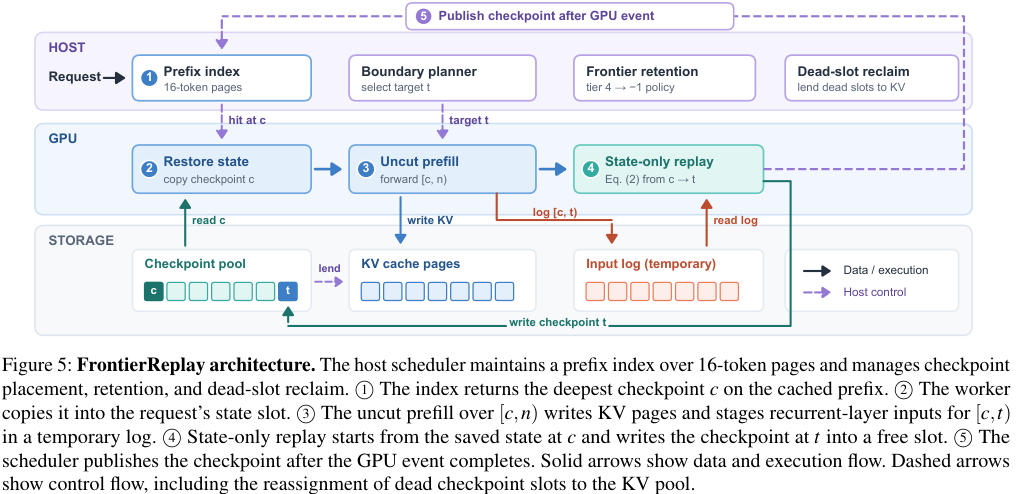 ⑤ Publish checkpoint after GPU event
HOST
Request
① Prefix index
16-token pages
Boundary planner
select target t
Frontier retention
tier 4 → −1 policy
Dead-slot reclaim
lend dead slots to KV
hit at c
target t
GPU
② Restore state
copy checkpoint c
③ Uncut prefill
forward [c, n)
④ State-only replay
Eq. (2) from c → t
read c
write KV
log [c, t)
read log
STORAGE
Checkpoint pool
c
t
lend
KV cache pages
Input log (temporary)
Data / execution
Host control
write checkpoint t
Figure 5: FrontierReplay architecture. The host scheduler maintains a prefix index over 16-token pages and manages checkpoint
placement, retention, and dead-slot reclaim. ① The index returns the deepest checkpoint c on the cached prefix. ② The worker
copies it into the request's state slot. ③ The uncut prefill over [c,n) writes KV pages and stages recurrent-layer inputs for [c,t)
in a temporary log. ④ State-only replay starts from the saved state at c and writes the checkpoint at t into a free slot. ⑤ The
scheduler publishes the checkpoint after the GPU event completes. Solid arrows show data and execution flow. Dashed arrows
show control flow, including the reassignment of dead checkpoint slots to the KV pool.